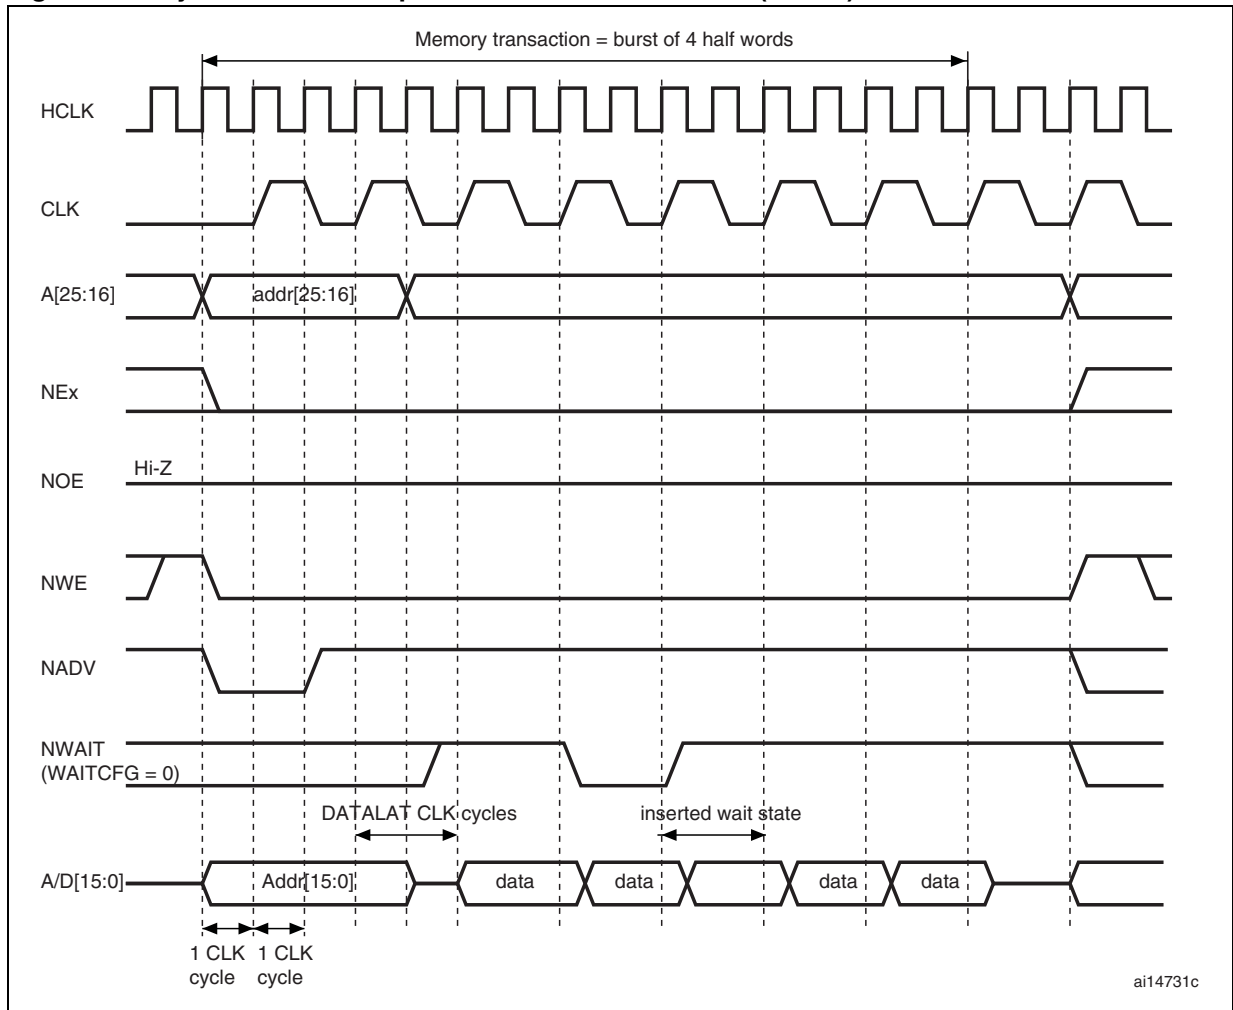 Memory transaction = burst of 4 half words
HCLK
CLK
A[25:16]
addr[25:16]
NEx
NOE
Hi-Z
NWE
NADV
NWAIT
(WAITCFG = 0)
DATALAT CLK cycles
inserted wait state
A/D[15:0]
Addr[15:0]
data
data
data
data
1 CLK
cycle
1 CLK
cycle
ai14731c